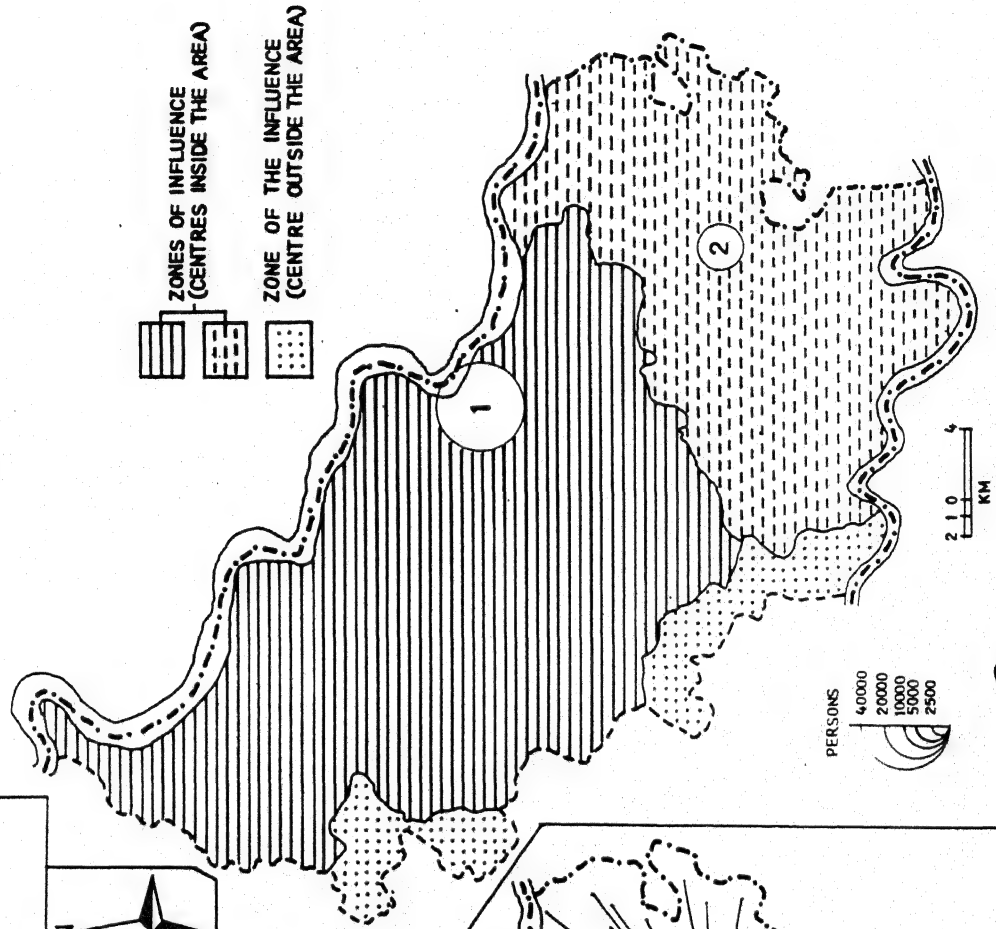 ZONES OF INFLUENCE
(CENTRES INSIDE THE AREA)
ZONE OF THE INFLUENCE
(CENTRE OUTSIDE THE AREA)
1
2
2 1 0 4
KM
PERSONS
40000
20000
10000
5000
2500